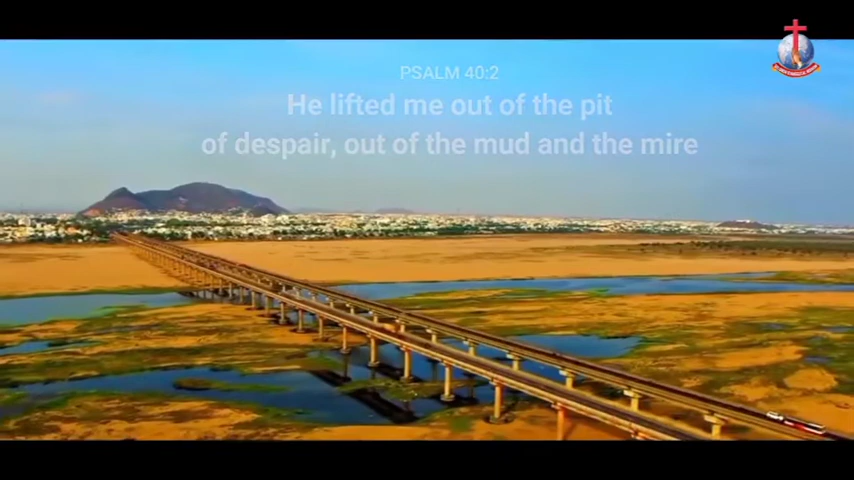 PSALM 40:2
He lifted me out of the pit
of despair, out of the mud and the mire